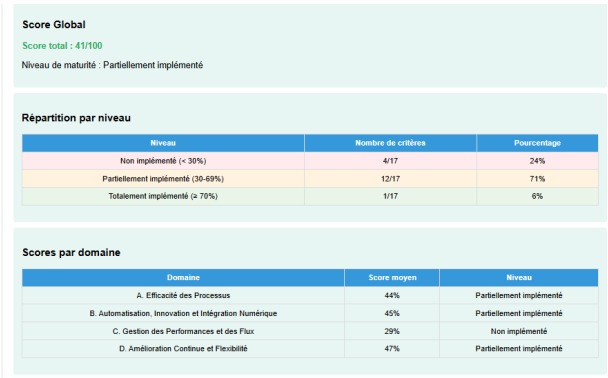 Score Global
Score total : 41/100
Niveau de maturité : Partiellement implémenté
Répartition par niveau
Niveau Nombre de critères Pourcentage
Non implémenté (< 30%) 4/17 24%
Partiellement implémenté (30-69%) 12/17 71%
Totalement implémenté (≥ 70%) 1/17 6%
Scores par domaine
Domaine Score moyen Niveau
A. Efficacité des Processus 44% Partiellement implémenté
B. Automatisation, Innovation et Intégration Numérique 45% Partiellement implémenté
C. Gestion des Performances et des Flux 29% Non implémenté
D. Amélioration Continue et Flexibilité 47% Partiellement implémenté